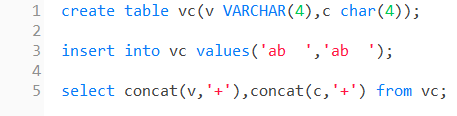 1 create table vc(v VARCHAR(4),c char(4));
2
3 insert into vc values('ab  ','ab  ');
4
5 select concat(v,'+'),concat(c,'+') from vc;